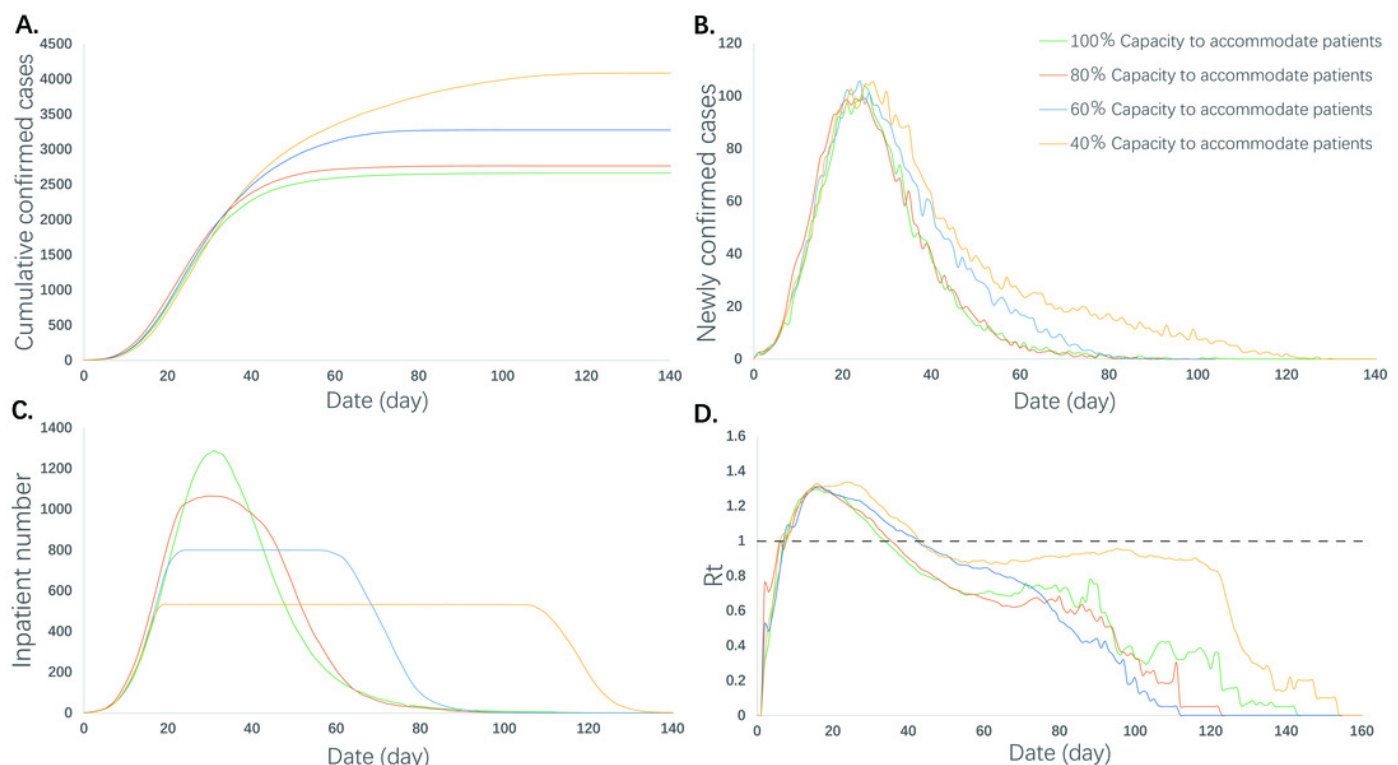 A.
4500
4000
3500
3000
2500
2000
1500
1000
500
0
0 20 40 60 80 100 120 140
Cumulative confirmed cases
Date (day)
B.
120
100
80
60
40
20
0
0 20 40 60 80 100 120 140
Newly confirmed cases
Date (day)
100% Capacity to accommodate patients
80% Capacity to accommodate patients
60% Capacity to accommodate patients
40% Capacity to accommodate patients
C.
1400
1200
1000
800
600
400
200
0
0 20 40 60 80 100 120 140
Inpatient number
Date (day)
D.
1.6
1.4
1.2
1
0.8
0.6
0.4
0.2
0
0 20 40 60 80 100 120 140 160
Rt
Date (day)